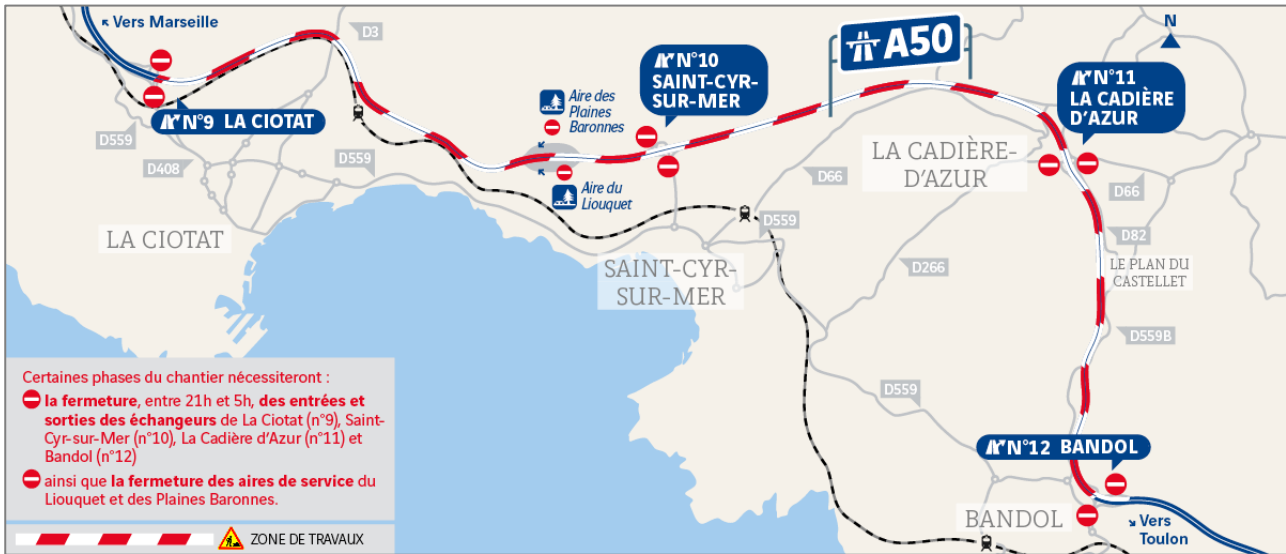 Vers Marseille
D3
N°9 LA CIOTAT
D559
D408
D559
LA CIOTAT
Aire des
Plaines
Baronnes
Aire du
Liouquet
N°10
SAINT-CYR-
SUR-MER
A50
N
N°11
LA CADIÈRE
D'AZUR
LA CADIÈRE-
D'AZUR
D66
D66
D559
D82
D266
LE PLAN DU
CASTELLET
SAINT-CYR-
SUR-MER
D559B
D559
N°12 BANDOL
BANDOL
Vers
Toulon
Certaines phases du chantier nécessiteront :
la fermeture, entre 21h et 5h, des entrées et
sorties des échangeurs de La Ciotat (n°9), Saint-
Cyr-sur-Mer (n°10), La Cadière d'Azur (n°11) et
Bandol (n°12)
ainsi que la fermeture des aires de service du
Liouquet et des Plaines Baronnes.
ZONE DE TRAVAUX